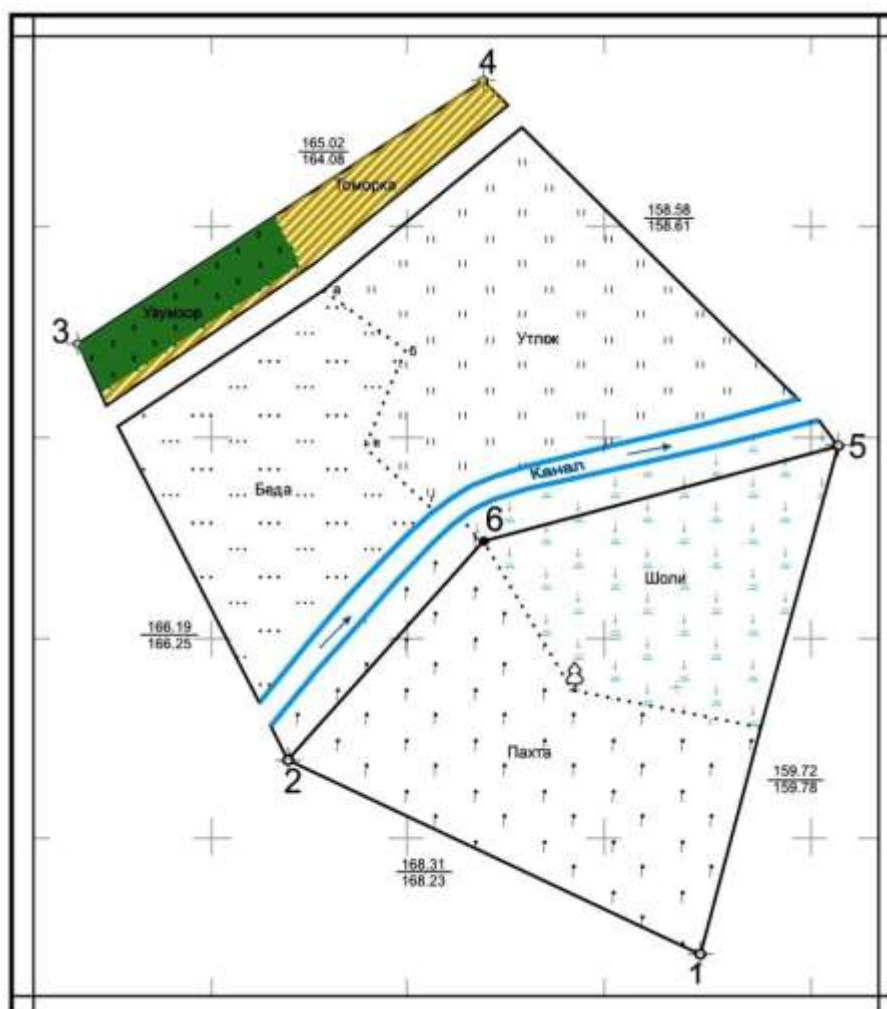 4
165.02
164.08
Томорка
158.58
158.61
Узумзор
а
3
Утлоқ
б
в
5
Канал
Беда
6
Шоли
166.19
166.25
Пахта
2
159.72
159.78
168.31
168.23
1